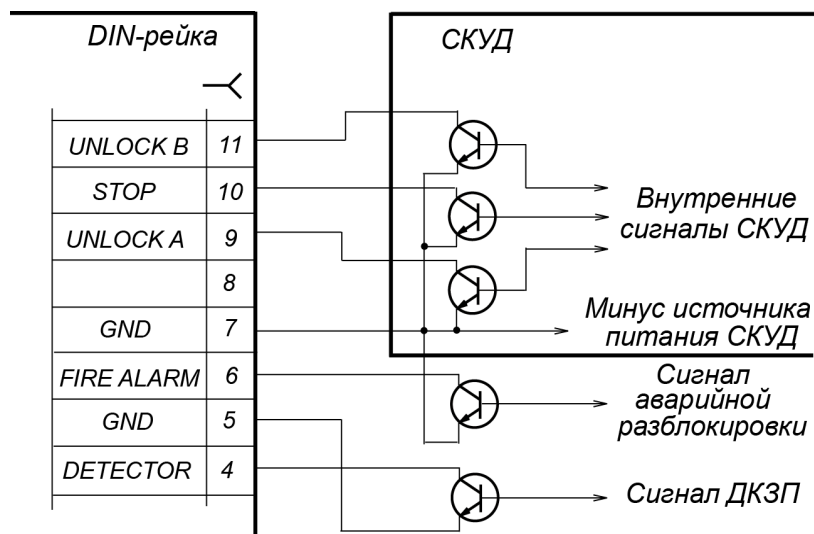 DIN-рейка
СКУД
UNLOCK B 11
STOP 10
UNLOCK A 9
8
GND 7
FIRE ALARM 6
GND 5
DETECTOR 4
Внутренние
сигналы СКУД
Минус источника
питания СКУД
Сигнал
аварийной
разблокировки
Сигнал ДКЗП